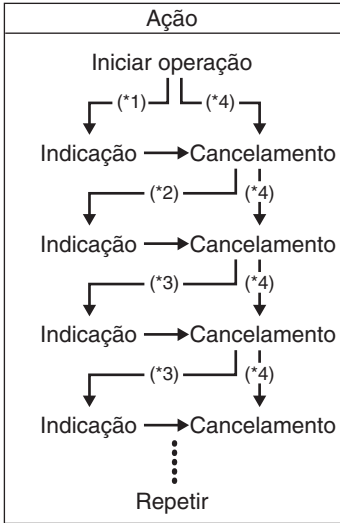 Ação
Iniciar operação
(*1) (*4)
Indicação Cancelamento
(*2) (*4)
Indicação Cancelamento
(*3) (*4)
Indicação Cancelamento
(*3) (*4)
Indicação Cancelamento
Repetir